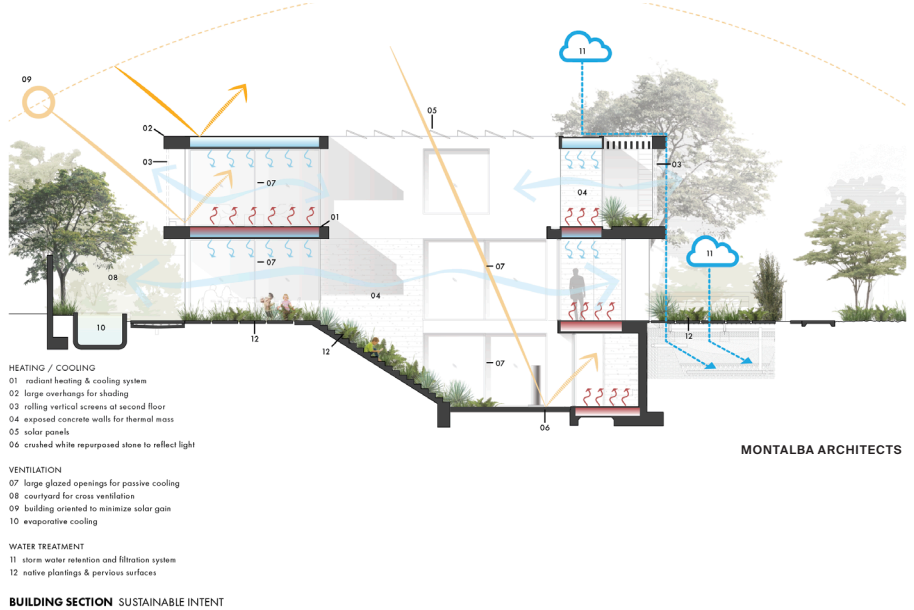 11
09
05
02
03
03
07
04
01
07
07
11
08
04
10
12
12
12
07
06
HEATING / COOLING
01 radiant heating & cooling system
02 large overhangs for shading
03 rolling vertical screens at second floor
04 exposed concrete walls for thermal mass
05 solar panels
06 crushed white repurposed stone to reflect light
MONTALBA ARCHITECTS
VENTILATION
07 large glazed openings for passive cooling
08 courtyard for cross ventilation
09 building oriented to minimize solar gain
10 evaporative cooling
WATER TREATMENT
11 storm water retention and filtration system
12 native plantings & pervious surfaces
BUILDING SECTION SUSTAINABLE INTENT